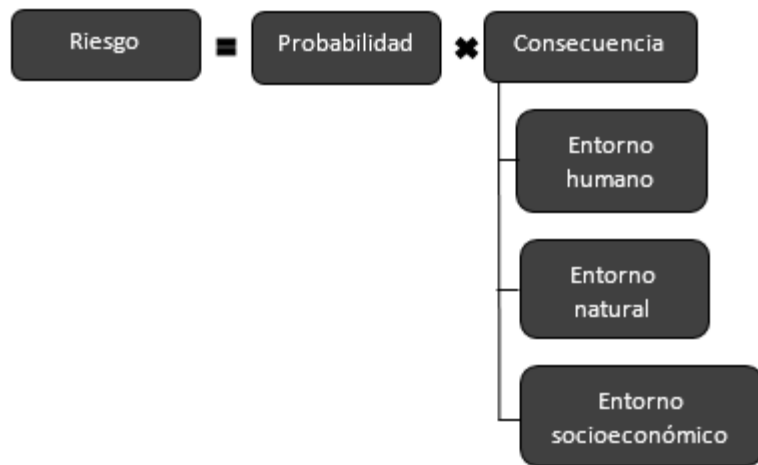 Riesgo = Probabilidad ✖ Consecuencia
Entorno
humano
Entorno
natural
Entorno
socioeconómico